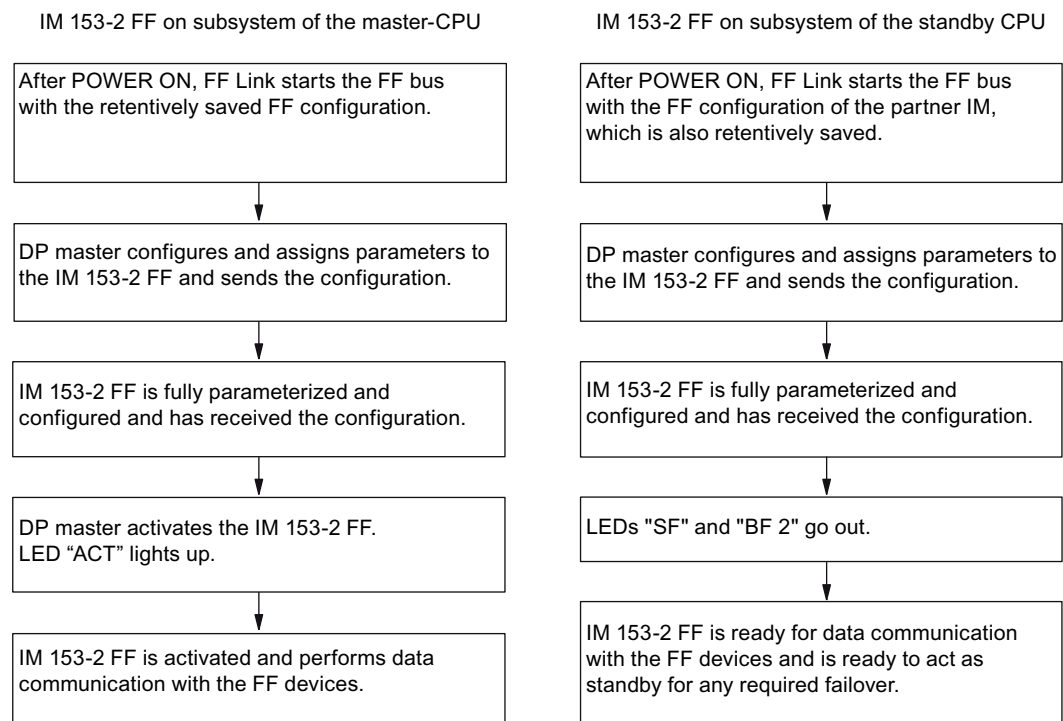 IM 153-2 FF on subsystem of the master-CPU
After POWER ON, FF Link starts the FF bus
with the retentively saved FF configuration.
DP master configures and assigns parameters to
the IM 153-2 FF and sends the configuration.
IM 153-2 FF is fully parameterized and
configured and has received the configuration.
DP master activates the IM 153-2 FF.
LED “ACT” lights up.
IM 153-2 FF is activated and performs data
communication with the FF devices.
IM 153-2 FF on subsystem of the standby CPU
After POWER ON, FF Link starts the FF bus
with the FF configuration of the partner IM,
which is also retentively saved.
DP master configures and assigns parameters to
the IM 153-2 FF and sends the configuration.
IM 153-2 FF is fully parameterized and
configured and has received the configuration.
LEDs "SF" and "BF 2" go out.
IM 153-2 FF is ready for data communication
with the FF devices and is ready to act as
standby for any required failover.